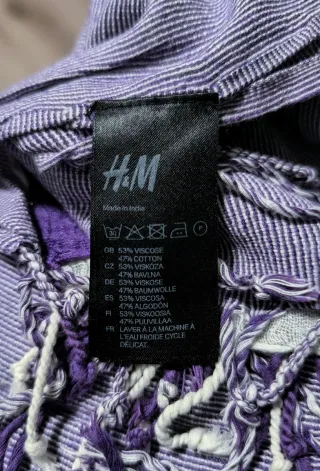 H&M
Made in India
GB 53% VISCOSE
47% COTTON
CZ 53% VISKÓZA
47% BAVLNA
DE 53% VISKOSE
47% BAUMWOLLE
ES 53% VISCOSA
47% ALGODÓN
FI 53% VISKOOSIA
47% PUUVILLAA
FR LAVER À LA MACHINE À
L'EAU FROIDE CYCLE
DÉLICAT.